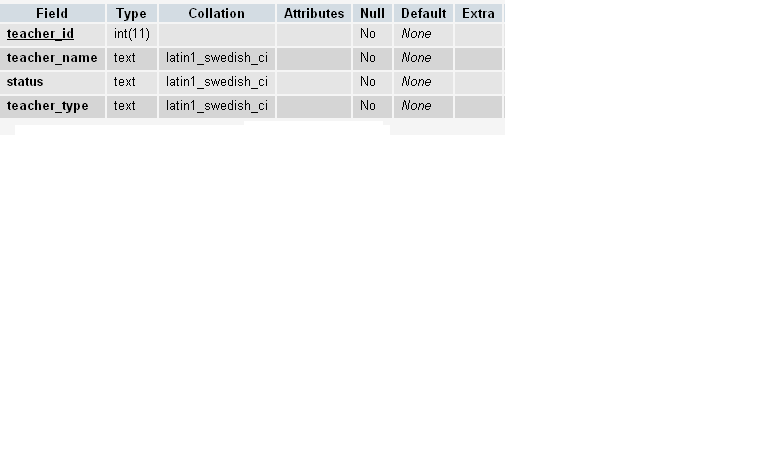 Field Type Collation Attributes Null Default Extra
teacher_id int(11) No None
teacher_name text latin1_swedish_ci No None
status text latin1_swedish_ci No None
teacher_type text latin1_swedish_ci No None